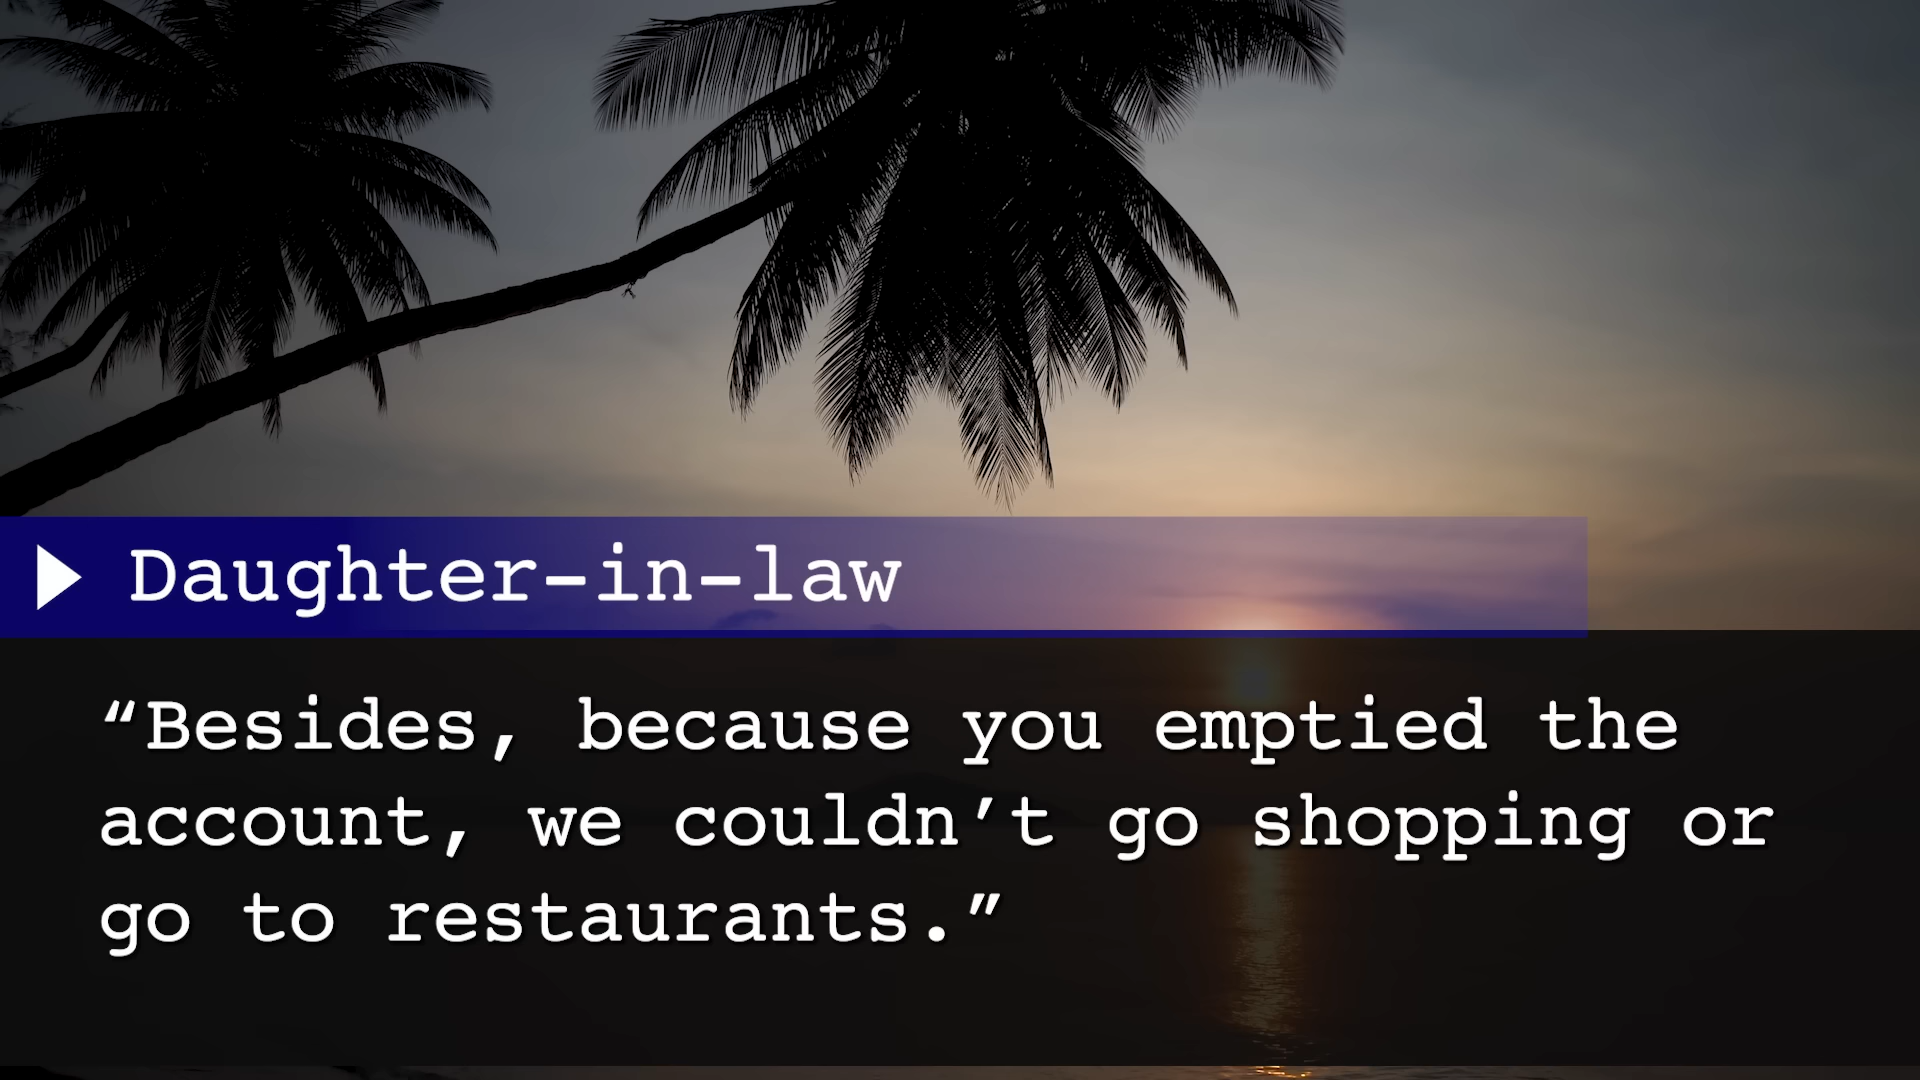 Daughter-in-law
“Besides, because you emptied the
account, we couldn’t go shopping or
go to restaurants.”